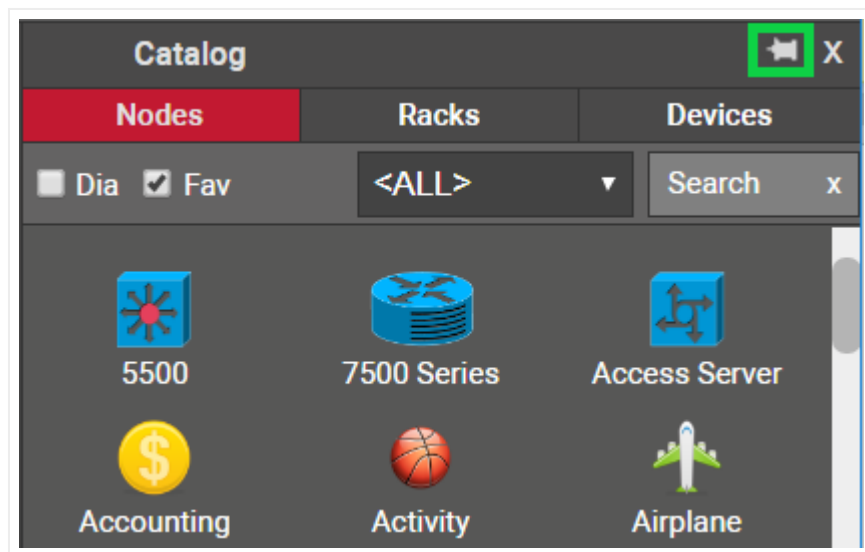 Catalog X
Nodes Racks Devices
Dia Fav <ALL> Search x
5500 7500 Series Access Server
Accounting Activity Airplane